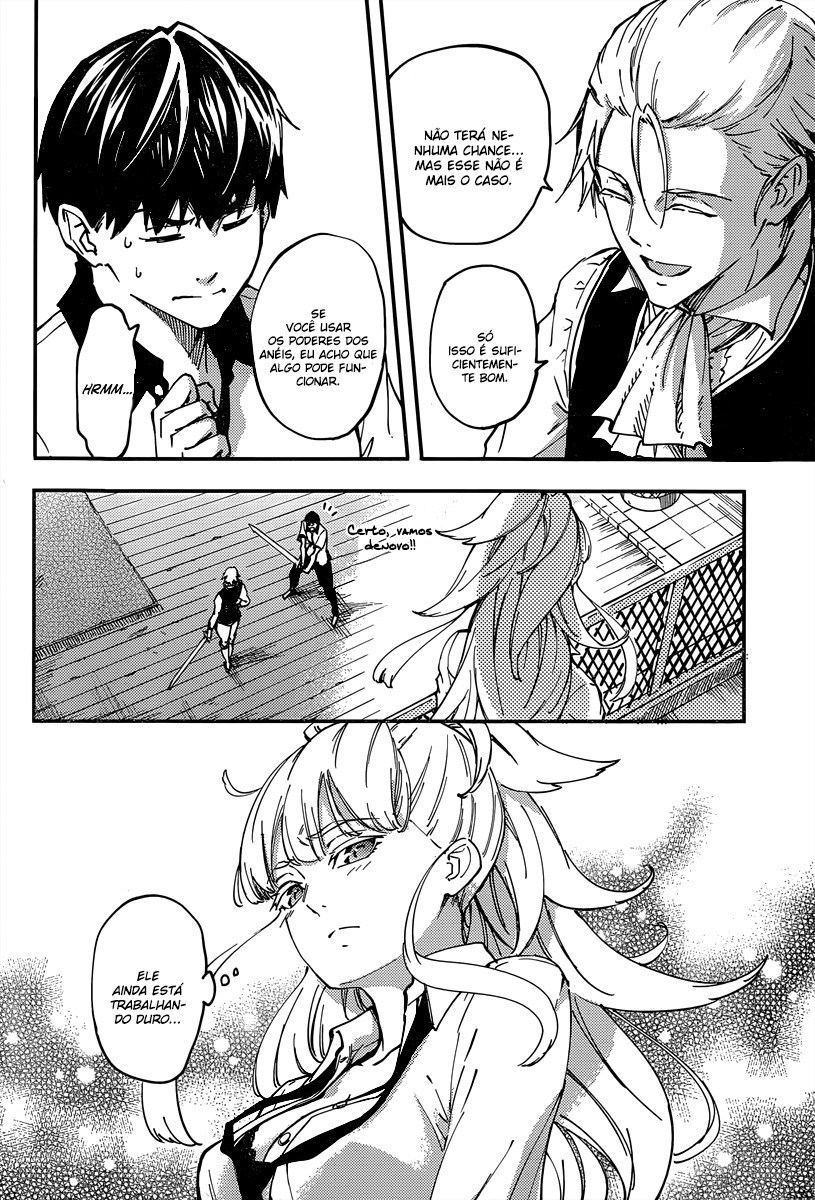 NÃO TERÁ NE-
NHUMA CHANCE...
MAS ESSE NÃO É
MAIS O CASO.
SÓ
ISSO É SUFI-
CIENTEMEN-
TE BOM.
SE
VOCÊ USAR
OS PODERES DOS
ANÉIS, EU ACHO QUE
ALGO PODE FUN-
CIONAR.
HRMM...
Certo, vamos
denovo!!
ELE
AINDA ESTÁ
TRABALHAN-
DO DURO...